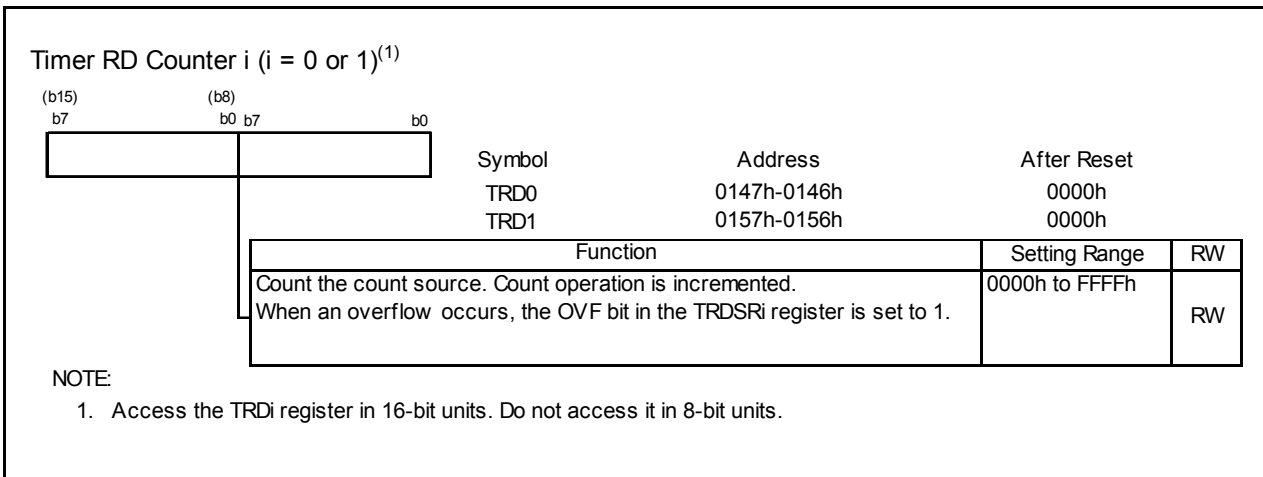 Timer RD Counter i (i = 0 or 1)(1)
(b15) (b8)
b7 b0 b7 b0
Symbol Address After Reset
TRD0 0147h-0146h 0000h
TRD1 0157h-0156h 0000h
Function Setting Range RW
Count the count source. Count operation is incremented. 0000h to FFFFh
When an overflow occurs, the OVF bit in the TRDSRi register is set to 1. RW
NOTE:
1. Access the TRDi register in 16-bit units. Do not access it in 8-bit units.